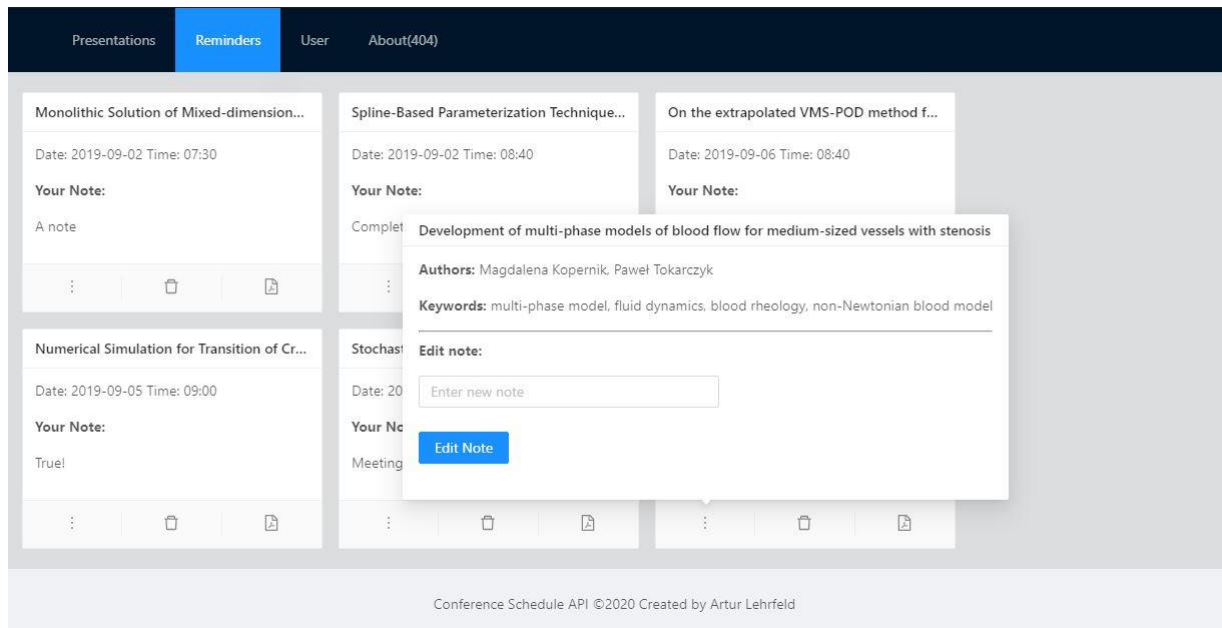 Presentations Reminders User About(404)
Monolithic Solution of Mixed-dimension...
Date: 2019-09-02 Time: 07:30
Your Note:
A note
Spline-Based Parameterization Technique...
Date: 2019-09-02 Time: 08:40
Your Note:
Complet
On the extrapolated VMS-POD method f...
Date: 2019-09-06 Time: 08:40
Your Note:
Numerical Simulation for Transition of Cr...
Date: 2019-09-05 Time: 09:00
Your Note:
True!
Stochast
Date: 20
Your No
Meeting
Development of multi-phase models of blood flow for medium-sized vessels with stenosis
Authors: Magdalena Kopernik, Paweł Tokarczyk
Keywords: multi-phase model, fluid dynamics, blood rheology, non-Newtonian blood model
Edit note:
Enter new note
Edit Note
Conference Schedule API ©2020 Created by Artur Lehrfeld